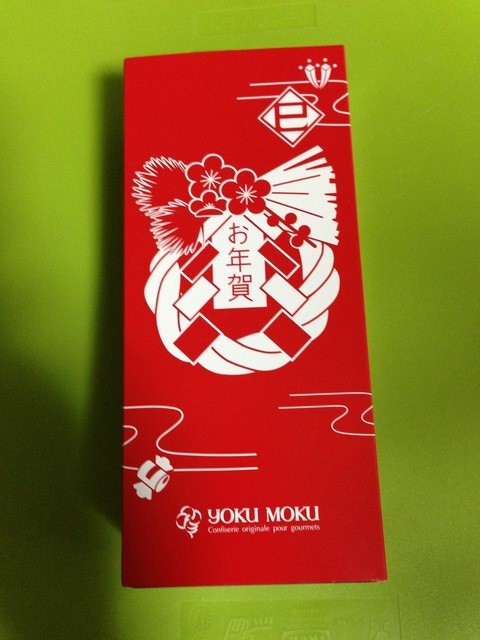 巳
お年賀
YOKU MOKU
Confiserie originale pour gourmets